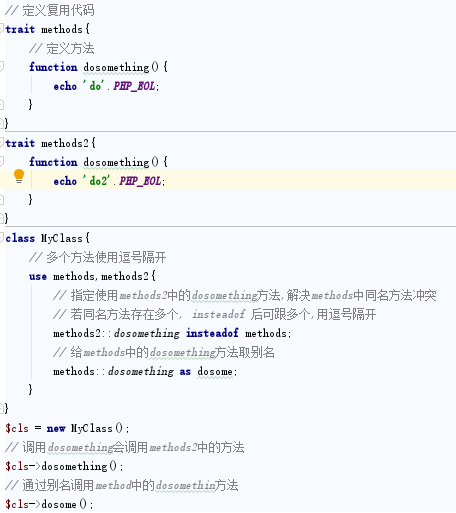 // 定义复用代码
trait methods{
// 定义方法
function dosomething(){
echo 'do'.PHP_EOL;
}
}
trait methods2{
function dosomething(){
echo 'do2'.PHP_EOL;
}
}
class MyClass{
// 多个方法使用逗号隔开
use methods,methods2{
// 指定使用methods2中的dosomething方法,解决methods中同名方法冲突
// 若同名方法存在多个, insteadof 后可跟多个,用逗号隔开
methods2::dosomething insteadof methods;
// 给methods中的dosomething方法取别名
methods::dosomething as dosome;
}
}
$cls = new MyClass();
// 调用dosomething会调用methods2中的方法
$cls->dosomething();
// 通过别名调用method中的dosomethin方法
$cls->dosome();